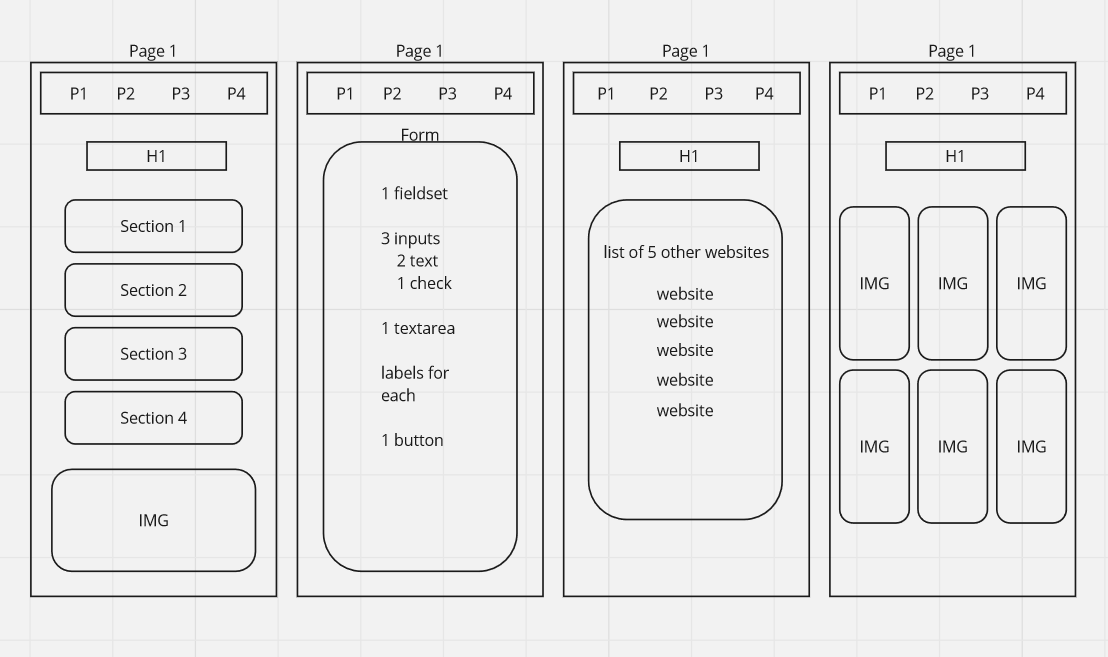 Page 1
P1 P2 P3 P4
H1
Section 1
Section 2
Section 3
Section 4
IMG
Page 1
P1 P2 P3 P4
Form
1 fieldset
3 inputs
2 text
1 check
1 textarea
labels for
each
1 button
Page 1
P1 P2 P3 P4
H1
list of 5 other websites
website
website
website
website
website
Page 1
P1 P2 P3 P4
H1
IMG IMG IMG
IMG IMG IMG